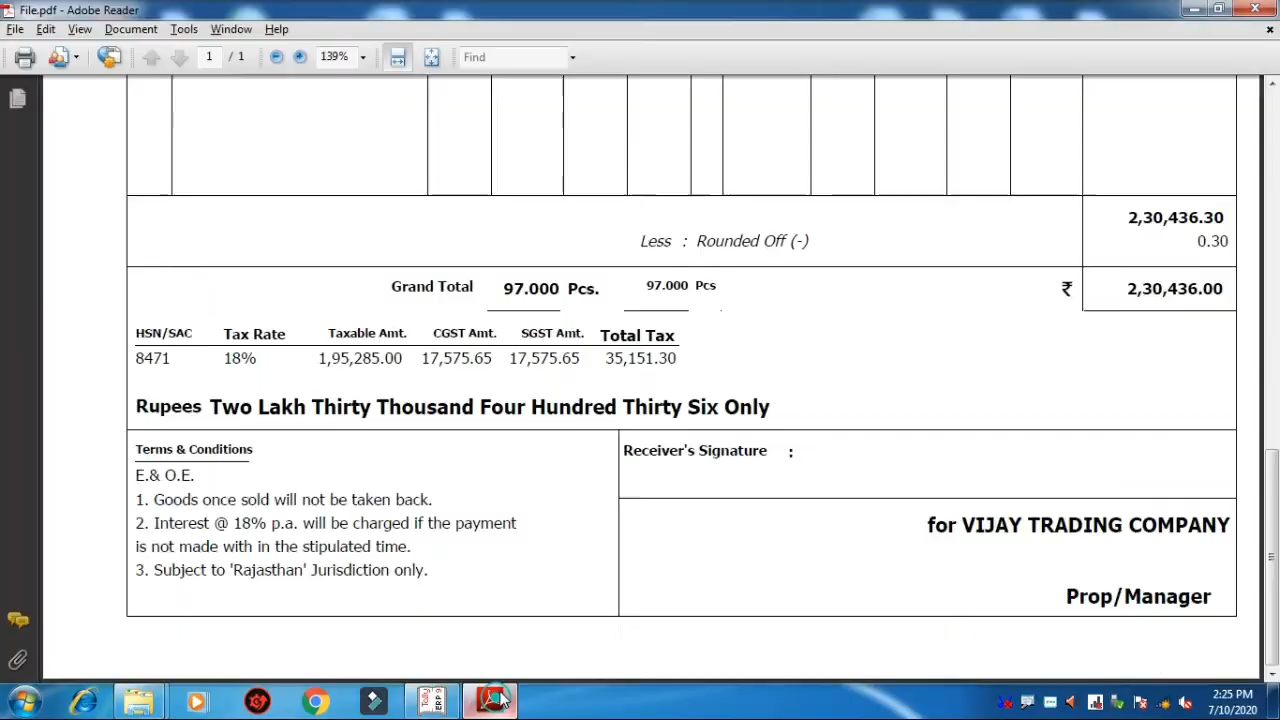 File.pdf - Adobe Reader
File Edit View Document Tools Window Help
1 / 1 139% Find
2,30,436.30
Less : Rounded Off (-) 0.30
Grand Total 97.000 Pcs. 97.000 Pcs ₹ 2,30,436.00
HSN/SAC Tax Rate Taxable Amt. CGST Amt. SGST Amt. Total Tax
8471 18% 1,95,285.00 17,575.65 17,575.65 35,151.30
Rupees Two Lakh Thirty Thousand Four Hundred Thirty Six Only
Terms & Conditions
E.& O.E.
1. Goods once sold will not be taken back.
2. Interest @ 18% p.a. will be charged if the payment
is not made with in the stipulated time.
3. Subject to 'Rajasthan' Jurisdiction only.
Receiver's Signature :
for VIJAY TRADING COMPANY
Prop/Manager
2:25 PM
7/10/2020